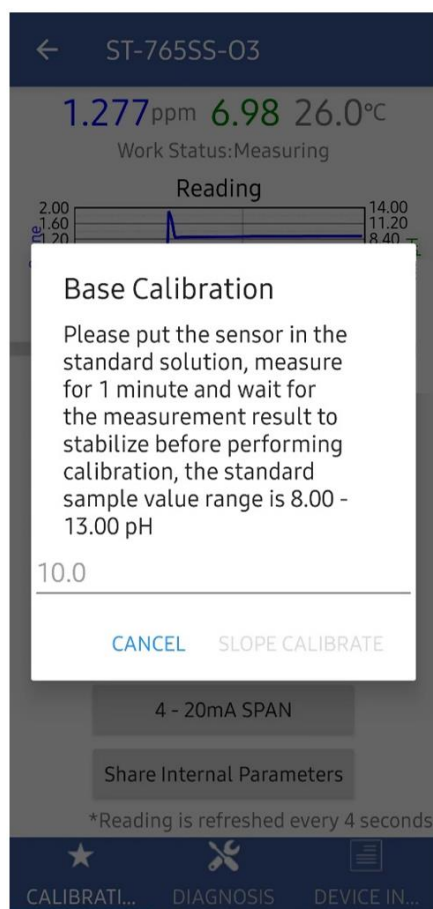 ST-765SS-O3
1.277 ppm 6.98 26.0°C
Work Status:Measuring
Reading
2.00 14.00
1.60 11.20
1.20 8.40
Base Calibration
Please put the sensor in the
standard solution, measure
for 1 minute and wait for
the measurement result to
stabilize before performing
calibration, the standard
sample value range is 8.00 -
13.00 pH
10.0
CANCEL SLOPE CALIBRATE
4 - 20mA SPAN
Share Internal Parameters
*Reading is refreshed every 4 seconds
CALIBRATI... DIAGNOSIS DEVICE IN...